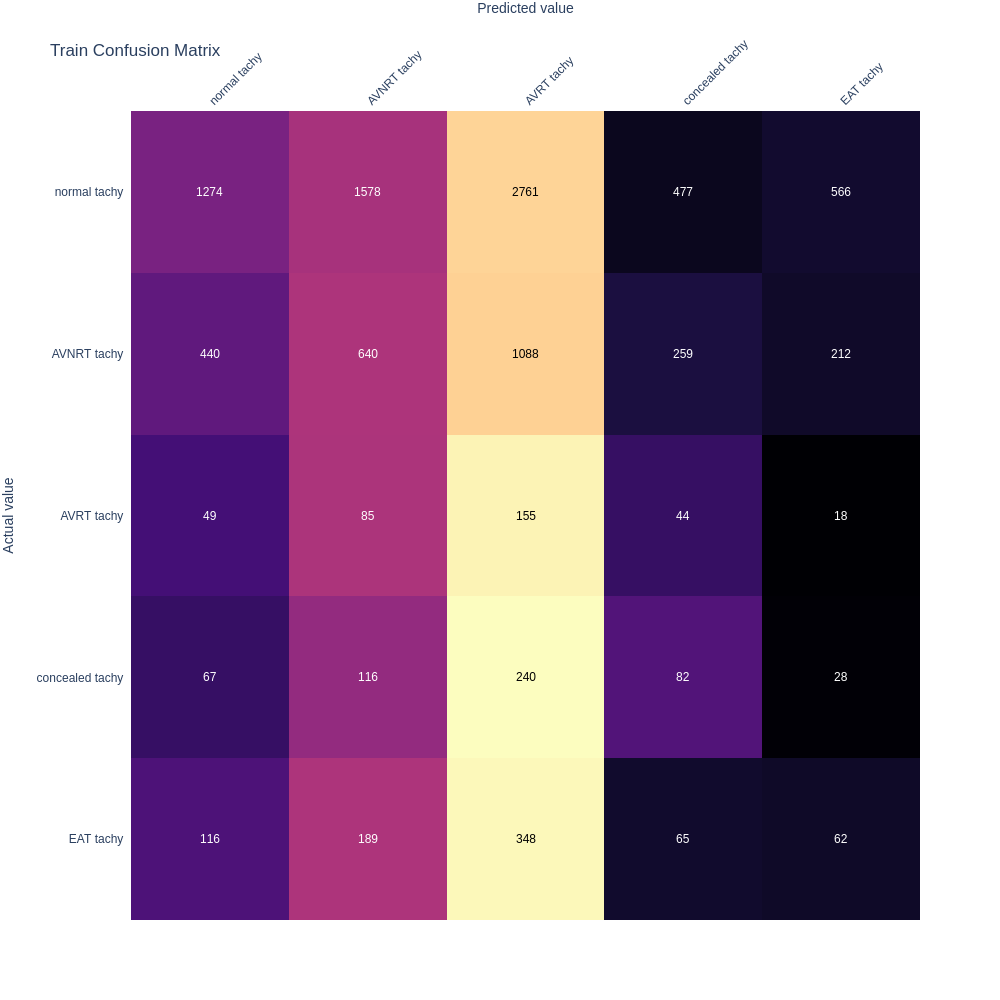 Predicted value
Train Confusion Matrix
normal tachy
AVNRT tachy
AVRT tachy
concealed tachy
EAT tachy
Actual value
normal tachy 1274 1578 2761 477 566
AVNRT tachy 440 640 1088 259 212
AVRT tachy 49 85 155 44 18
concealed tachy 67 116 240 82 28
EAT tachy 116 189 348 65 62